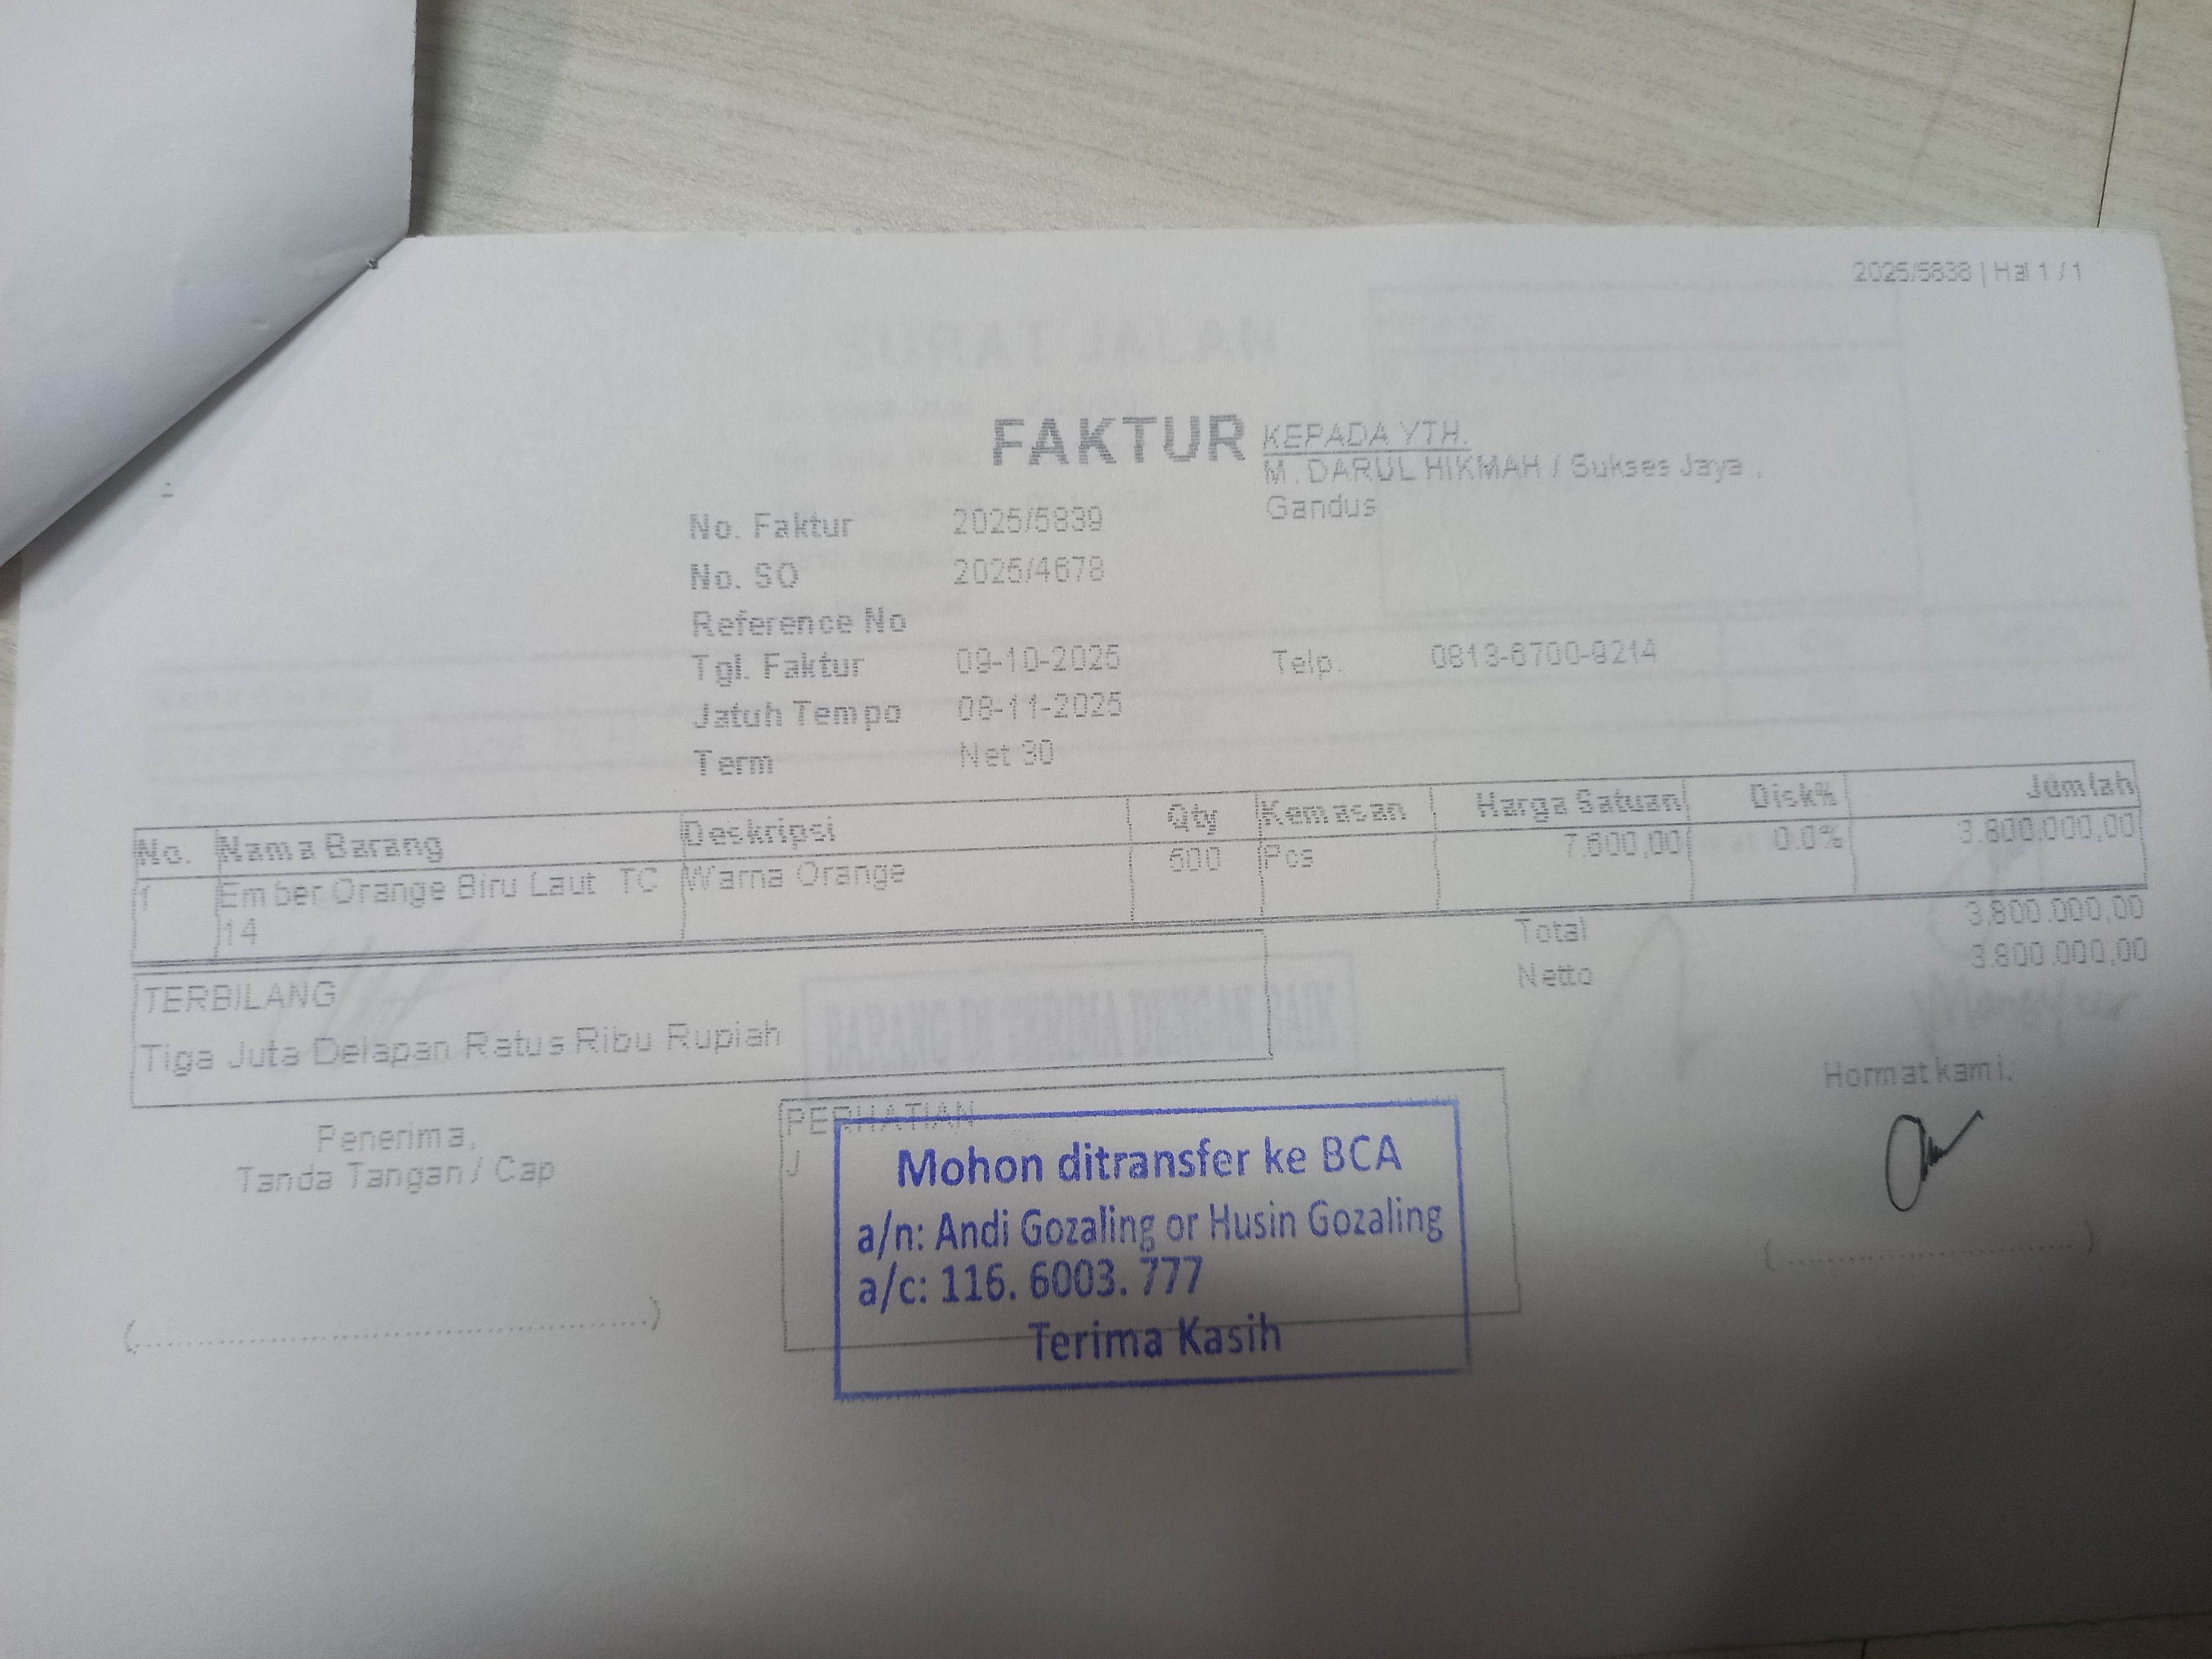 2025/5838 | Hal 1 / 1
FAKTUR
KEPADA YTH.
M. DARUL HIKMAH / Sukses Jaya .
Gandus
No. Faktur 2025/5839
No. SO 2025/4678
Reference No
Tgl. Faktur 09-10-2025 Telp. 0813-6700-9214
Jatuh Tempo 08-11-2025
Term Net 30
No. Nama Barang Deskripsi Qty Kemasan Harga Satuan Disk% Jumlah
1 Ember Orange Biru Laut TC Warna Orange 500 Pcs 7.600,00 0.0% 3.800.000,00
14
Total 3.800.000,00
Netto 3.800.000,00
TERBILANG
Tiga Juta Delapan Ratus Ribu Rupiah
Hormat kami,
Penerima,
Tanda Tangan / Cap
PERHATIAN
J
Mohon ditransfer ke BCA
a/n: Andi Gozaling or Husin Gozaling
a/c: 116. 6003. 777
Terima Kasih